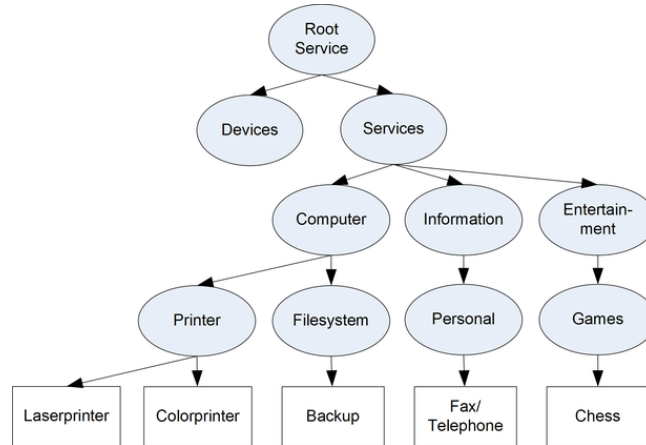 Root
Service
Devices
Services
Computer
Information
Entertain-
ment
Printer
Filesystem
Personal
Games
Laserprinter
Colorprinter
Backup
Fax/
Telephone
Chess